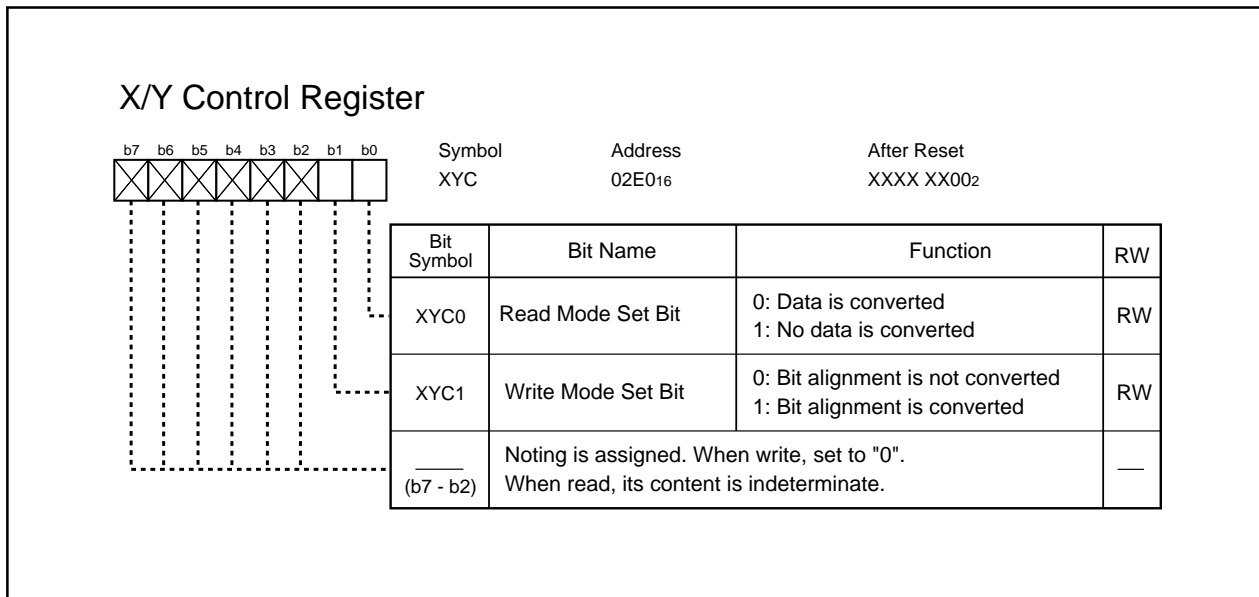 X/Y Control Register
b7 b6 b5 b4 b3 b2 b1 b0
Symbol Address After Reset
XYC 02E016 XXXX XX002
Bit Symbol Bit Name Function RW
XYC0 Read Mode Set Bit 0: Data is converted
1: No data is converted RW
XYC1 Write Mode Set Bit 0: Bit alignment is not converted
1: Bit alignment is converted RW
(b7 - b2) Noting is assigned. When write, set to "0".
When read, its content is indeterminate.